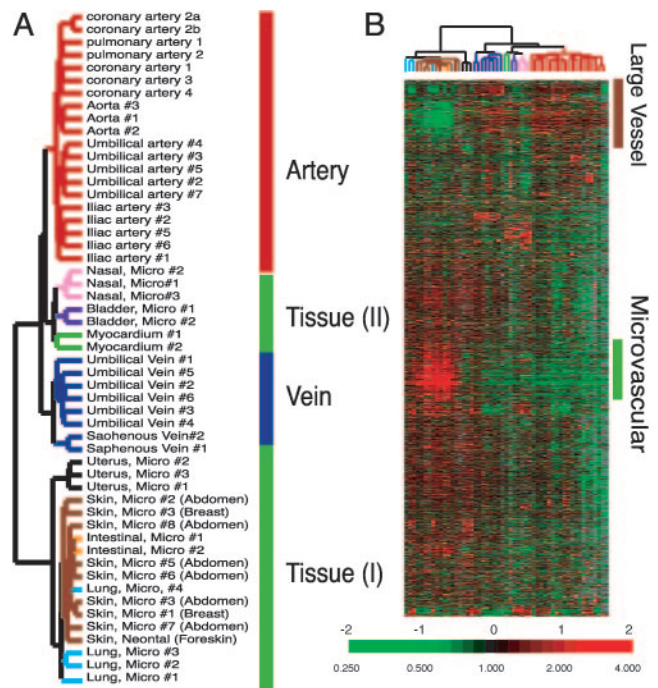 A
coronary artery 2a
coronary artery 2b
pulmonary artery 1
pulmonary artery 2
coronary artery 1
coronary artery 3
coronary artery 4
Aorta #3
Aorta #1
Aorta #2
Umbilical artery #4
Umbilical artery #3
Umbilical artery #5
Umbilical artery #2
Umbilical artery #7
Iliac artery #3
Iliac artery #2
Iliac artery #5
Iliac artery #6
Iliac artery #1
Nasal, Micro #2
Nasal, Micro#1
Nasal, Micro#3
Bladder, Micro #1
Bladder, Micro #2
Myocardium #1
Myocardium #2
Umbilical Vein #1
Umbilical Vein #5
Umbilical Vein #2
Umbilical Vein #6
Umbilical Vein #3
Umbilical Vein #4
Saohenous Vein#2
Saphenous Vein #1
Uterus, Micro #2
Uterus, Micro #3
Uterus, Micro #1
Skin, Micro #2 (Abdomen)
Skin, Micro #3 (Breast)
Skin, Micro #8 (Abdomen)
Intestinal, Micro #1
Intestinal, Micro #2
Skin, Micro #5 (Abdomen)
Skin, Micro #6 (Abdomen)
Lung, Micro, #4
Skin, Micro #3 (Abdomen)
Skin, Micro #1 (Breast)
Skin, Micro #7 (Abdomen)
Skin, Neontal (Foreskin)
Lung, Micro #3
Lung, Micro #2
Lung, Micro #1
Artery
Tissue (II)
Vein
Tissue (I)
B
Large Vessel
Microvascular
-2 -1 0 1 2
0.250 0.500 1.000 2.000 4.000